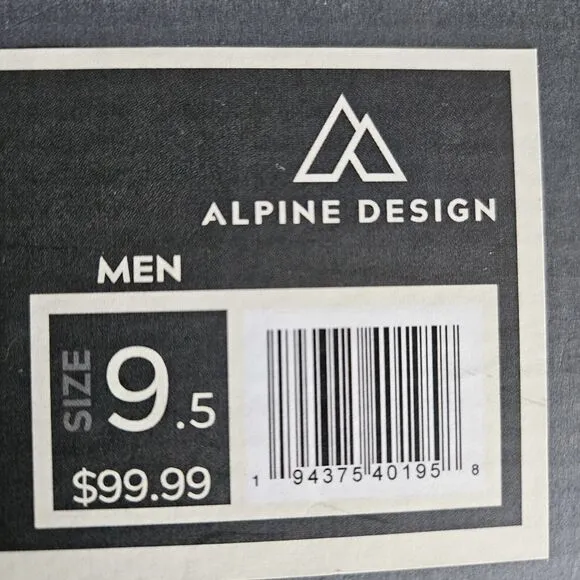 ALPINE DESIGN
MEN
SIZE 9.5
$99.99
1 94375 40195 8